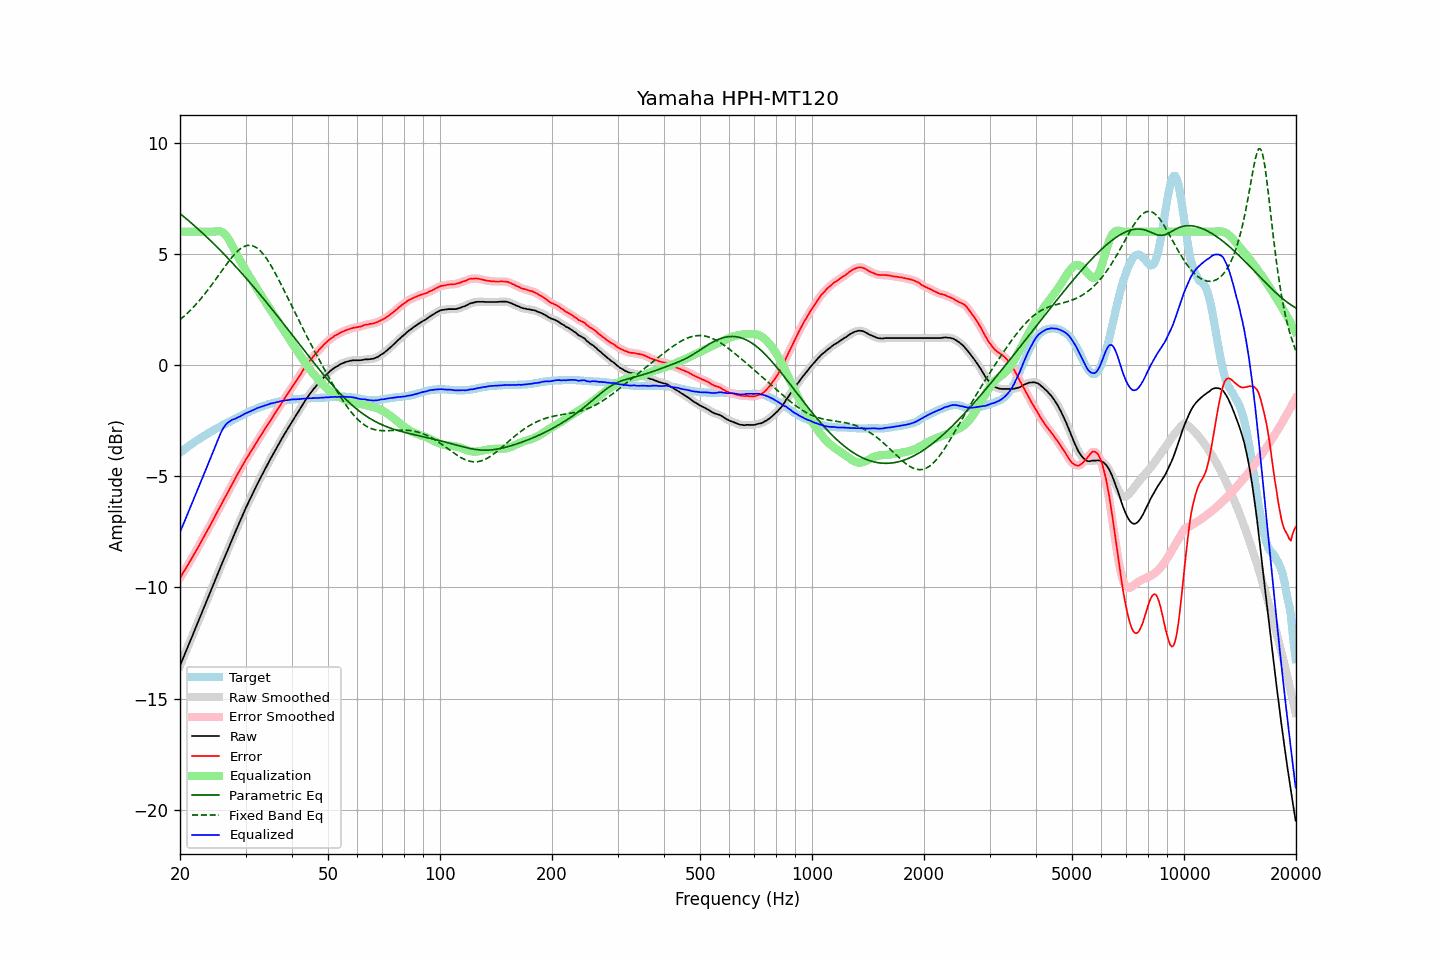 Yamaha HPH-MT120
Amplitude (dBr)
10
5
0
−5
−10
−15
−20
Target
Raw Smoothed
Error Smoothed
Raw
Error
Equalization
Parametric Eq
Fixed Band Eq
Equalized
20 50 100 200 500 1000 2000 5000 10000 20000
Frequency (Hz)